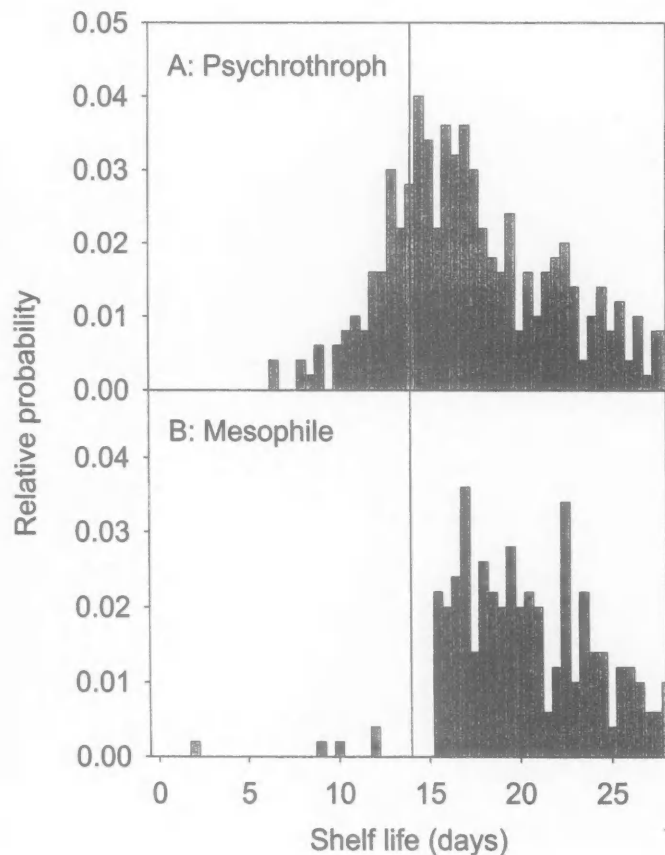 0.05
A: Psychrothroph
0.04
0.03
0.02
0.01
0.00
B: Mesophile
0.04
0.03
0.02
0.01
0.00
Relative probability
0 5 10 15 20 25
Shelf life (days)